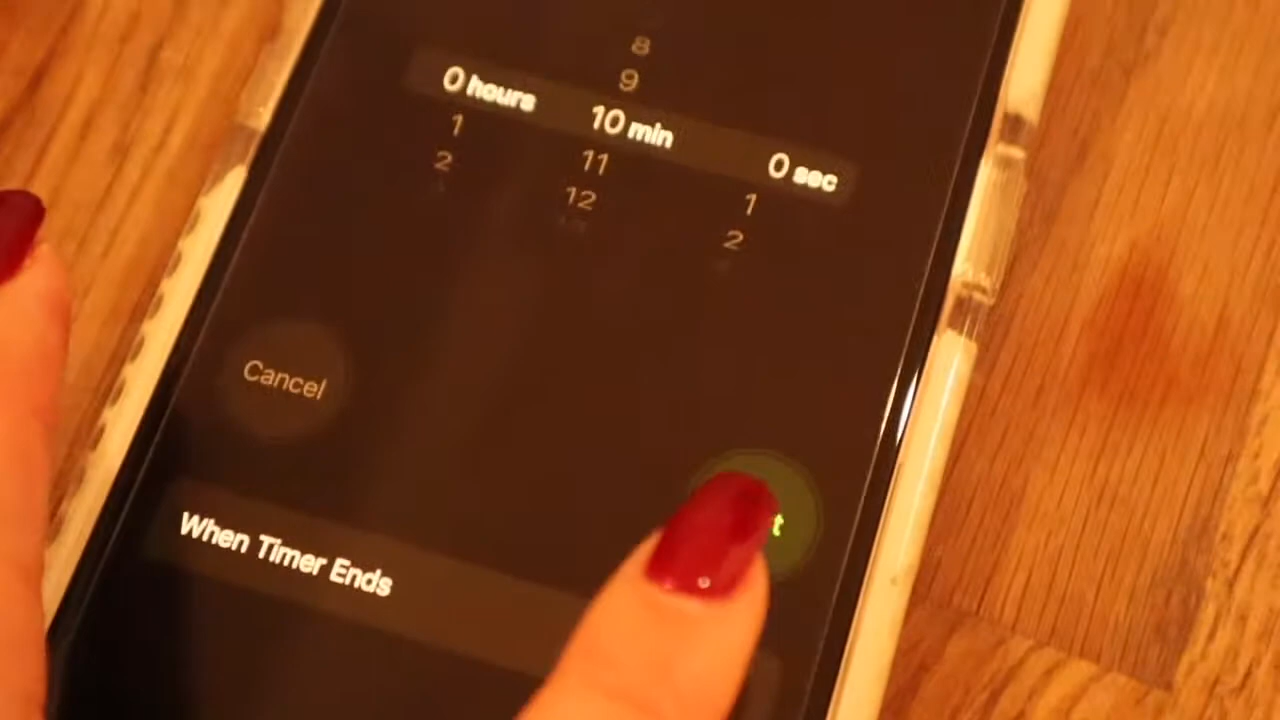 8
9
0 hours 10 min 0 sec
1 11 1
2 12 2
Cancel
t
When Timer Ends